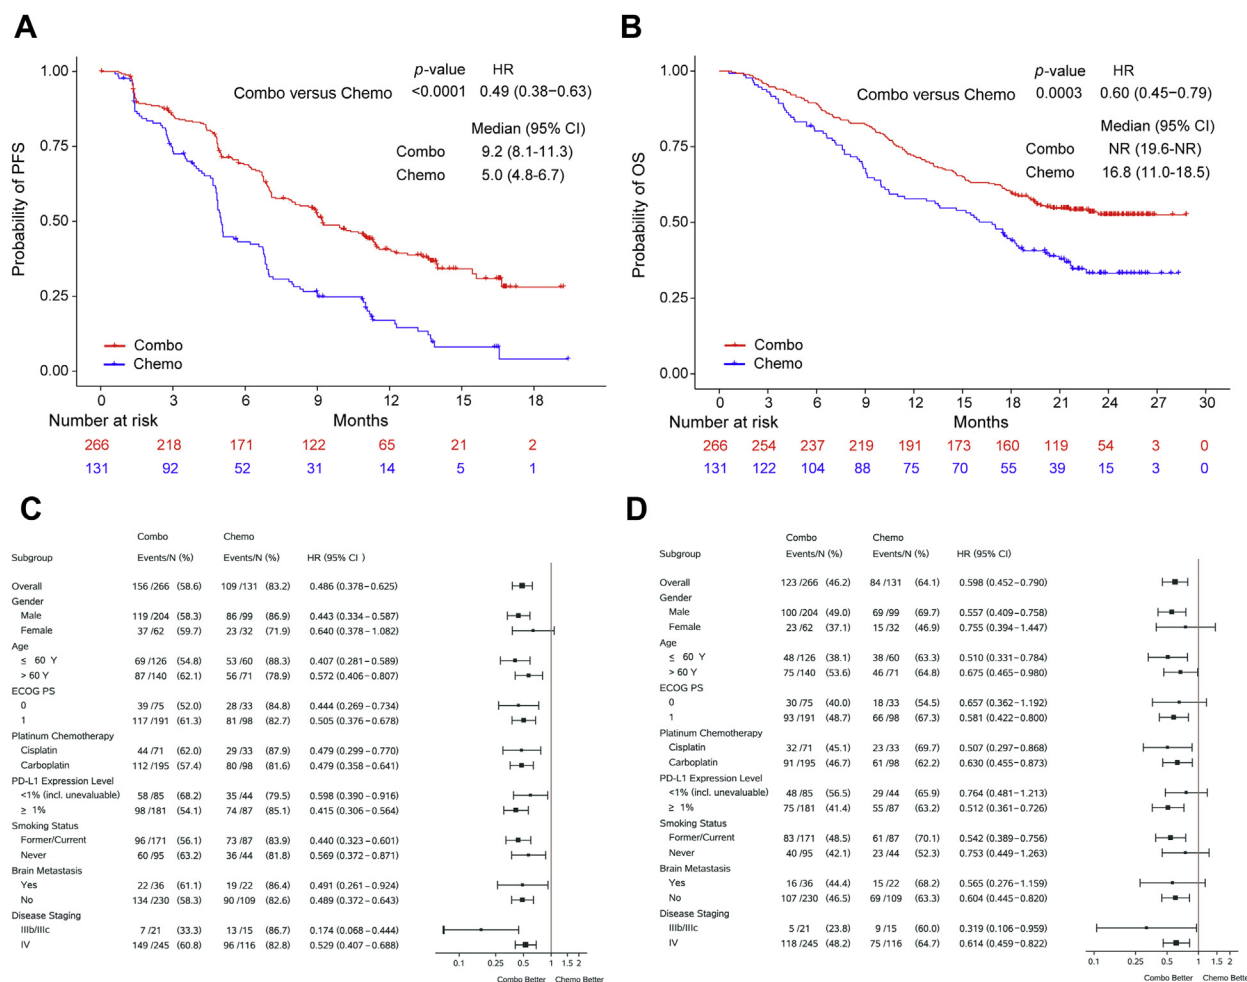 A
p-value HR
Combo versus Chemo <0.0001 0.49 (0.38–0.63)
Median (95% CI)
Combo 9.2 (8.1-11.3)
Chemo 5.0 (4.8-6.7)
Probability of PFS
1.00
0.75
0.50
0.25
0.00
Combo
Chemo
0 3 6 9 12 15 18
Number at risk Months
266 218 171 122 65 21 2
131 92 52 31 14 5 1
B
p-value HR
Combo versus Chemo 0.0003 0.60 (0.45–0.79)
Median (95% CI)
Combo NR (19.6-NR)
Chemo 16.8 (11.0-18.5)
Probability of OS
1.00
0.75
0.50
0.25
0.00
Combo
Chemo
0 3 6 9 12 15 18 21 24 27 30
Number at risk Months
266 254 237 219 191 173 160 119 54 3 0
131 122 104 88 75 70 55 39 15 3 0
C
Combo Chemo
Subgroup Events/N (%) Events/N (%) HR (95% CI )
Overall 156 /266 (58.6) 109 /131 (83.2) 0.486 (0.378–0.625)
Gender
Male 119 /204 (58.3) 86 /99 (86.9) 0.443 (0.334–0.587)
Female 37 /62 (59.7) 23 /32 (71.9) 0.640 (0.378–1.082)
Age
≤ 60 Y 69 /126 (54.8) 53 /60 (88.3) 0.407 (0.281–0.589)
> 60 Y 87 /140 (62.1) 56 /71 (78.9) 0.572 (0.406–0.807)
ECOG PS
0 39 /75 (52.0) 28 /33 (84.8) 0.444 (0.269–0.734)
1 117 /191 (61.3) 81 /98 (82.7) 0.505 (0.376–0.678)
Platinum Chemotherapy
Cisplatin 44 /71 (62.0) 29 /33 (87.9) 0.479 (0.299–0.770)
Carboplatin 112 /195 (57.4) 80 /98 (81.6) 0.479 (0.358–0.641)
PD-L1 Expression Level
<1% (incl. unevaluable) 58 /85 (68.2) 35 /44 (79.5) 0.598 (0.390–0.916)
≥ 1% 98 /181 (54.1) 74 /87 (85.1) 0.415 (0.306–0.564)
Smoking Status
Former/Current 96 /171 (56.1) 73 /87 (83.9) 0.440 (0.323–0.601)
Never 60 /95 (63.2) 36 /44 (81.8) 0.569 (0.372–0.871)
Brain Metastasis
Yes 22 /36 (61.1) 19 /22 (86.4) 0.491 (0.261–0.924)
No 134 /230 (58.3) 90 /109 (82.6) 0.489 (0.372–0.643)
Disease Staging
IIIb/IIIc 7 /21 (33.3) 13 /15 (86.7) 0.174 (0.068–0.444)
IV 149 /245 (60.8) 96 /116 (82.8) 0.529 (0.407–0.688)
0.1 0.25 0.5 1 1.5 2
Combo Better Chemo Better
D
Combo Chemo
Subgroup Events/N (%) Events/N (%) HR (95% CI)
Overall 123 /266 (46.2) 84 /131 (64.1) 0.598 (0.452–0.790)
Gender
Male 100 /204 (49.0) 69 /99 (69.7) 0.557 (0.409–0.758)
Female 23 /62 (37.1) 15 /32 (46.9) 0.755 (0.394–1.447)
Age
≤ 60 Y 48 /126 (38.1) 38 /60 (63.3) 0.510 (0.331–0.784)
> 60 Y 75 /140 (53.6) 46 /71 (64.8) 0.675 (0.465–0.980)
ECOG PS
0 30 /75 (40.0) 18 /33 (54.5) 0.657 (0.362–1.192)
1 93 /191 (48.7) 66 /98 (67.3) 0.581 (0.422–0.800)
Platinum Chemotherapy
Cisplatin 32 /71 (45.1) 23 /33 (69.7) 0.507 (0.297–0.868)
Carboplatin 91 /195 (46.7) 61 /98 (62.2) 0.630 (0.455–0.873)
PD-L1 Expression Level
<1% (incl. unevaluable) 48 /85 (56.5) 29 /44 (65.9) 0.764 (0.481–1.213)
≥ 1% 75 /181 (41.4) 55 /87 (63.2) 0.512 (0.361–0.726)
Smoking Status
Former/Current 83 /171 (48.5) 61 /87 (70.1) 0.542 (0.389–0.756)
Never 40 /95 (42.1) 23 /44 (52.3) 0.753 (0.449–1.263)
Brain Metastasis
Yes 16 /36 (44.4) 15 /22 (68.2) 0.565 (0.276–1.159)
No 107 /230 (46.5) 69 /109 (63.3) 0.604 (0.445–0.820)
Disease Staging
IIIb/IIIc 5 /21 (23.8) 9 /15 (60.0) 0.319 (0.106–0.959)
IV 118 /245 (48.2) 75 /116 (64.7) 0.614 (0.459–0.822)
0.1 0.25 0.5 1 1.5 2
Combo Better Chemo Better